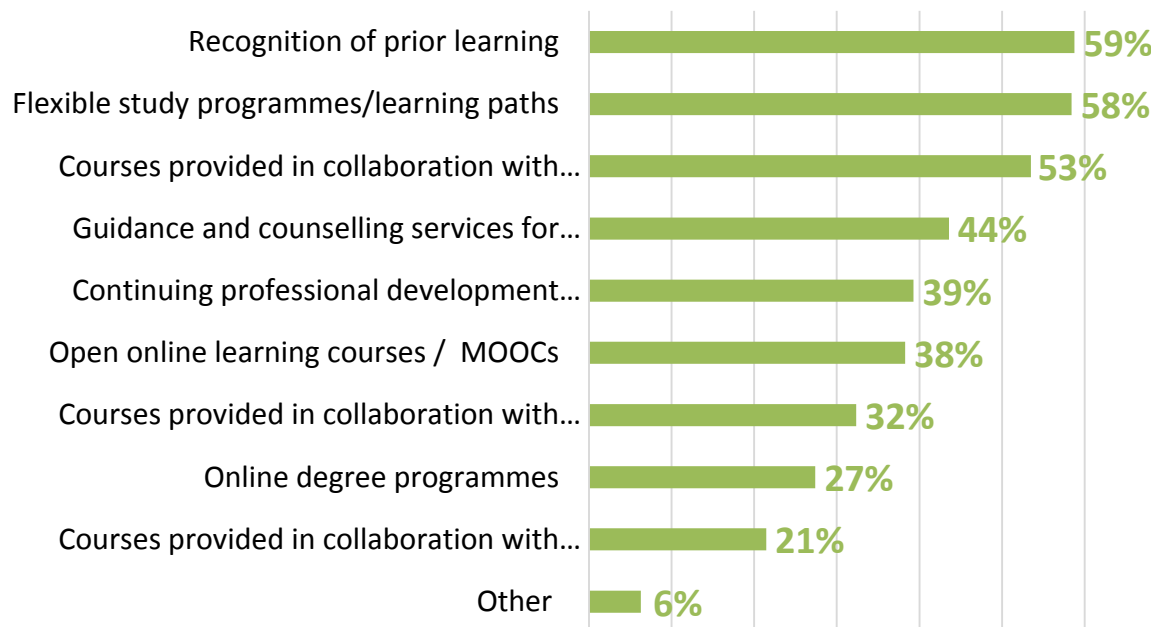 Recognition of prior learning 59%
Flexible study programmes/learning paths 58%
Courses provided in collaboration with... 53%
Guidance and counselling services for... 44%
Continuing professional development... 39%
Open online learning courses /  MOOCs 38%
Courses provided in collaboration with... 32%
Online degree programmes 27%
Courses provided in collaboration with... 21%
Other 6%